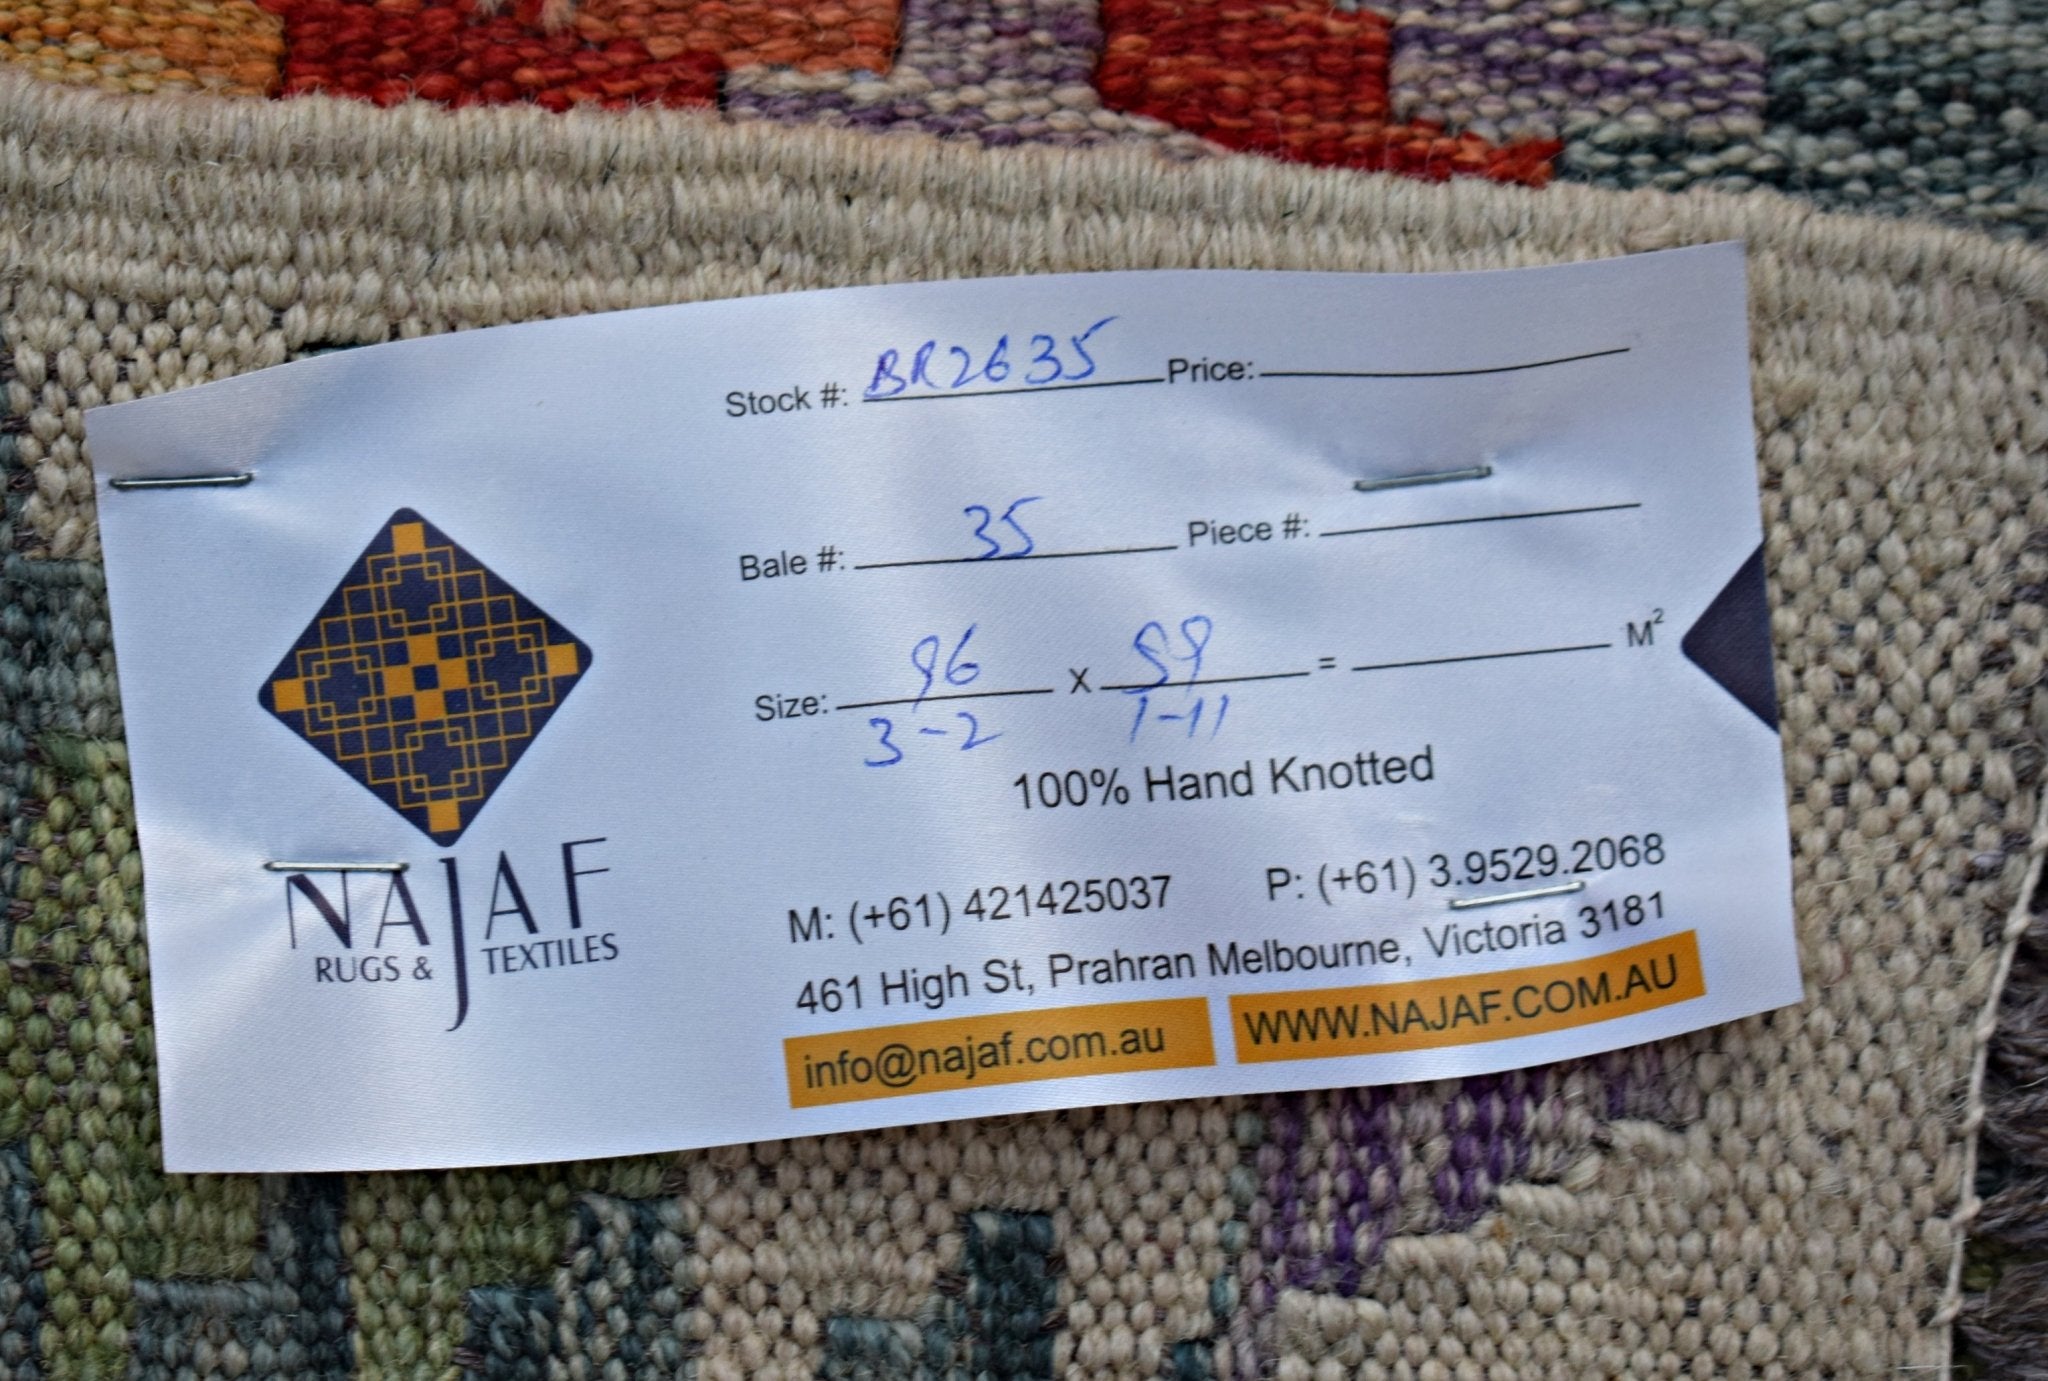 Stock #: BR2635 Price:
Bale #: 35 Piece #:
Size: 96 x 59 = M²
3-2 1-11
100% Hand Knotted
NAJAF
RUGS & TEXTILES
M: (+61) 421425037 P: (+61) 3.9529.2068
461 High St, Prahran Melbourne, Victoria 3181
info@najaf.com.au WWW.NAJAF.COM.AU